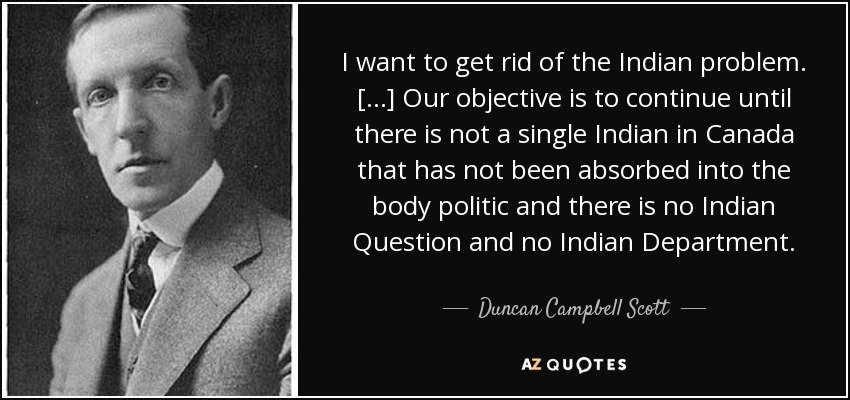 I want to get rid of the Indian problem.
[...] Our objective is to continue until
there is not a single Indian in Canada
that has not been absorbed into the
body politic and there is no Indian
Question and no Indian Department.
Duncan Campbell Scott
AZ QUOTES